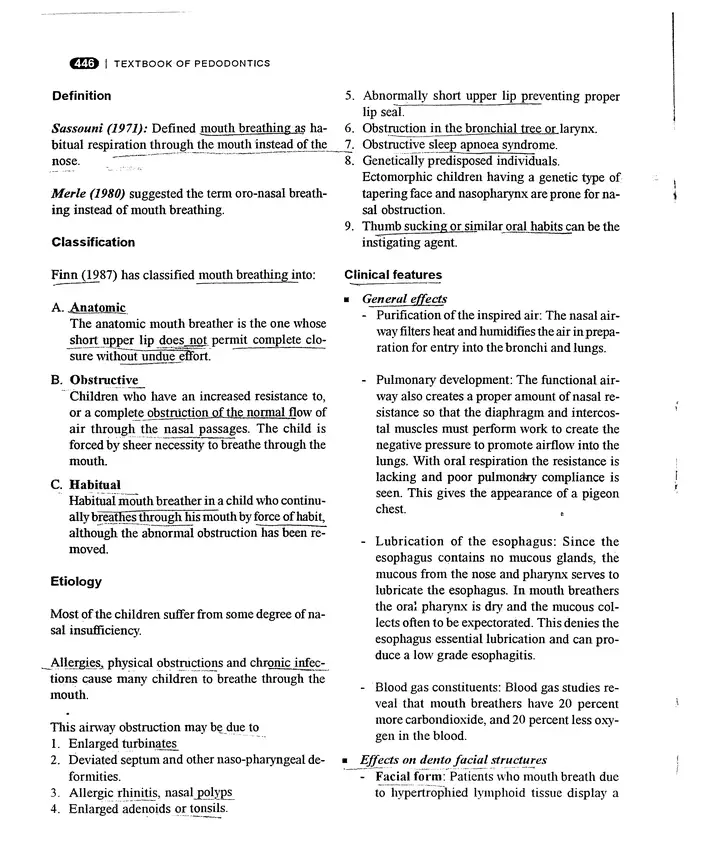 446 | TEXTBOOK OF PEDODONTICS
Definition
Sassouni (1971): Defined mouth breathing as ha-
bitual respiration through the mouth instead of the
nose.
Merle (1980) suggested the term oro-nasal breath-
ing instead of mouth breathing.
Classification
Finn (1987) has classified mouth breathing into:
A. Anatomic
The anatomic mouth breather is the one whose
short upper lip does not permit complete clo-
sure without undue effort.
B. Obstructive
Children who have an increased resistance to,
or a complete obstruction of the normal flow of
air through the nasal passages. The child is
forced by sheer necessity to breathe through the
mouth.
C. Habitual
Habitual mouth breather in a child who continu-
ally breathes through his mouth by force of habit,
although the abnormal obstruction has been re-
moved.
Etiology
Most of the children suffer from some degree of na-
sal insufficiency.
Allergies, physical obstructions and chronic infec-
tions cause many children to breathe through the
mouth.
This airway obstruction may be due to
1. Enlarged turbinates
2. Deviated septum and other naso-pharyngeal de-
formities.
3. Allergic rhinitis, nasal polyps
4. Enlarged adenoids or tonsils.
5. Abnormally short upper lip preventing proper
lip seal.
6. Obstruction in the bronchial tree or larynx.
7. Obstructive sleep apnoea syndrome.
8. Genetically predisposed individuals.
Ectomorphic children having a genetic type of
tapering face and nasopharynx are prone for na-
sal obstruction.
9. Thumb sucking or similar oral habits can be the
instigating agent.
Clinical features
▪ General effects
- Purification of the inspired air: The nasal air-
way filters heat and humidifies the air in prepa-
ration for entry into the bronchi and lungs.
- Pulmonary development: The functional air-
way also creates a proper amount of nasal re-
sistance so that the diaphragm and intercos-
tal muscles must perform work to create the
negative pressure to promote airflow into the
lungs. With oral respiration the resistance is
lacking and poor pulmonary compliance is
seen. This gives the appearance of a pigeon
chest.
- Lubrication of the esophagus: Since the
esophagus contains no mucous glands, the
mucous from the nose and pharynx serves to
lubricate the esophagus. In mouth breathers
the oral pharynx is dry and the mucous col-
lects often to be expectorated. This denies the
esophagus essential lubrication and can pro-
duce a low grade esophagitis.
- Blood gas constituents: Blood gas studies re-
veal that mouth breathers have 20 percent
more carbondioxide, and 20 percent less oxy-
gen in the blood.
▪ Effects on dento facial structures
- Facial form: Patients who mouth breath due
to hypertrophied lymphoid tissue display a